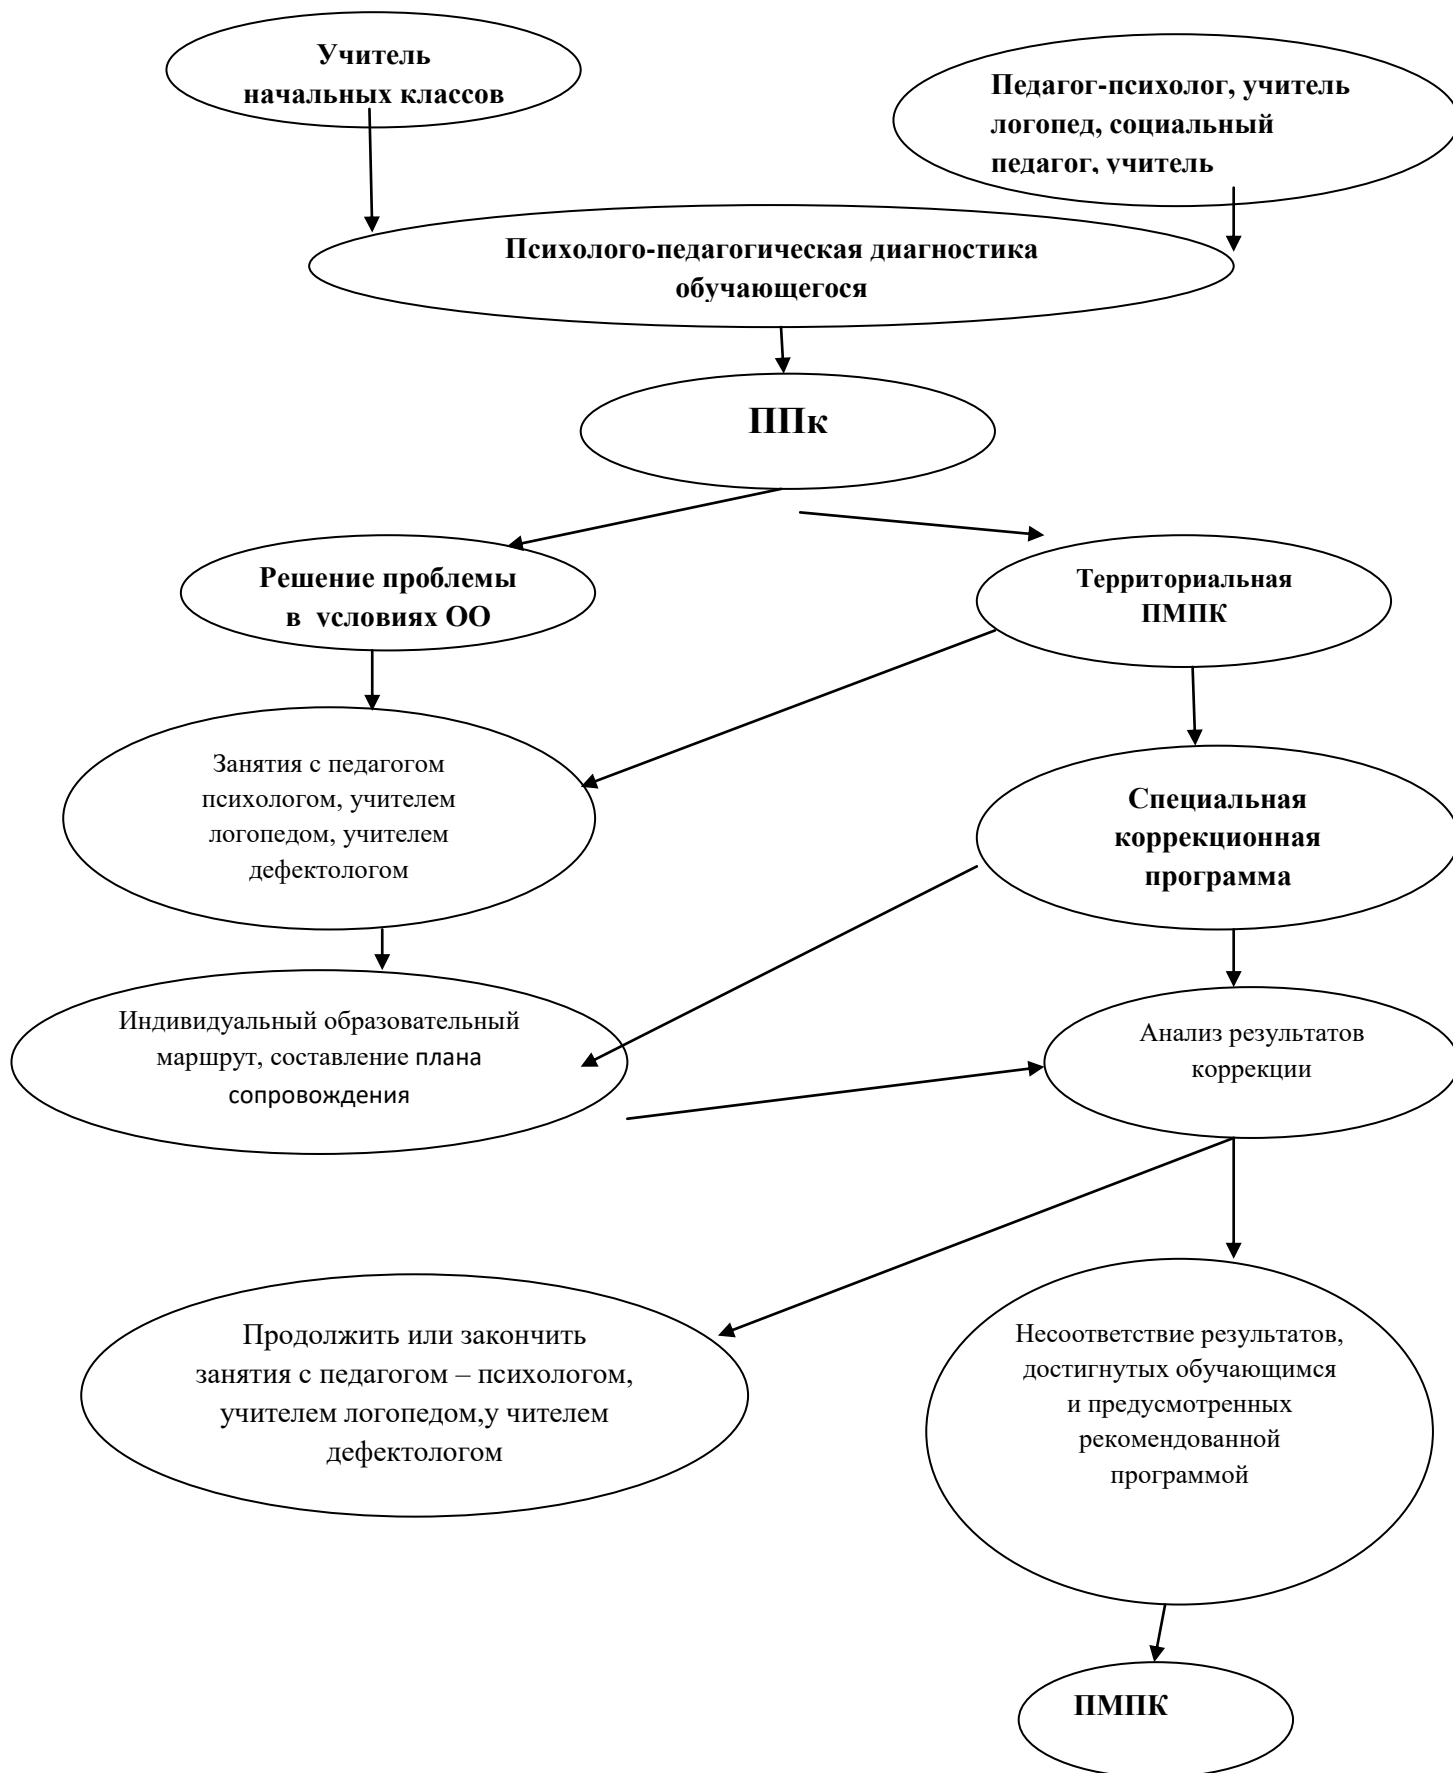 Учитель
начальных классов
Педагог-психолог, учитель
логопед, социальный
педагог, учитель
Психолого-педагогическая диагностика
обучающегося
ППк
Решение проблемы
в условиях ОО
Территориальная
ПМПК
Занятия с педагогом
психологом, учителем
логопедом, учителем
дефектологом
Специальная
коррекционная
программа
Индивидуальный образовательный
маршрут, составление плана
сопровождения
Анализ результатов
коррекции
Продолжить или закончить
занятия с педагогом – психологом,
учителем логопедом,у чителем
дефектологом
Несоответствие результатов,
достигнутых обучающимся
и предусмотренных
рекомендованной
программой
ПМПК